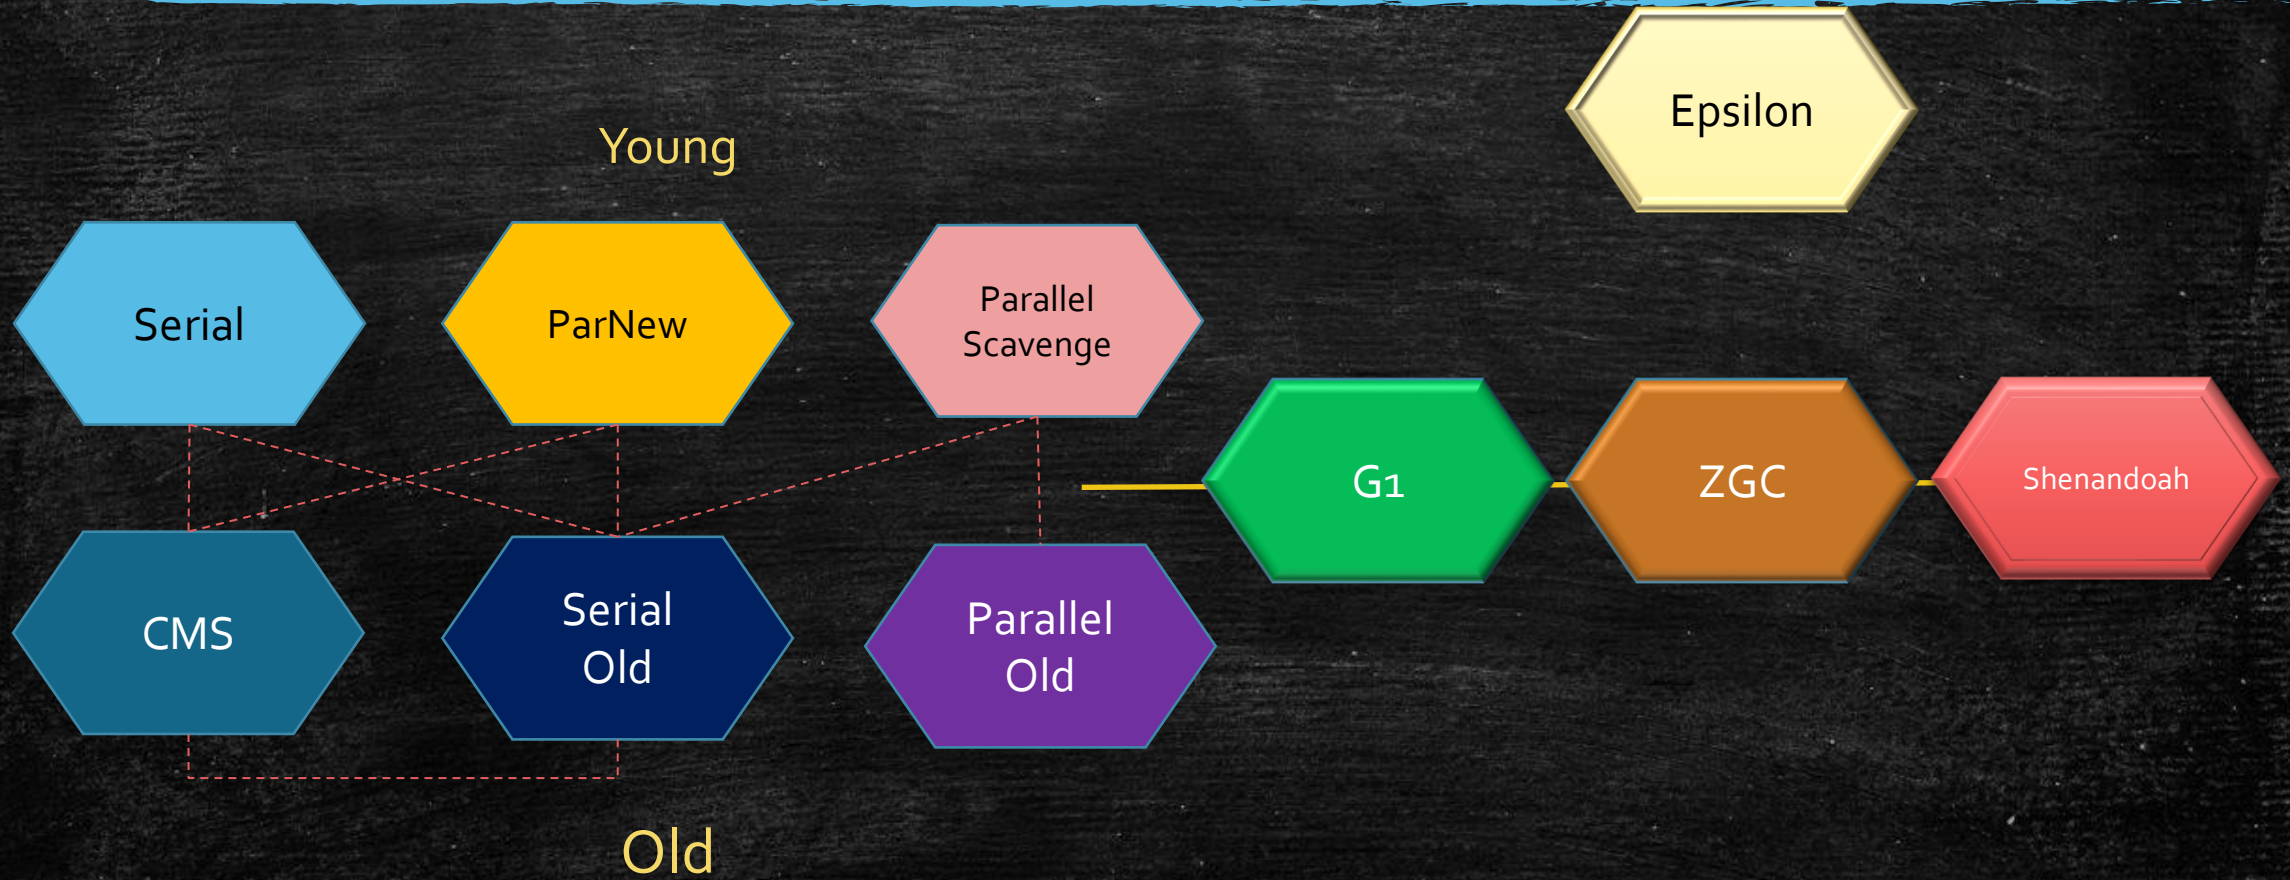 Epsilon
Young
Serial
ParNew
Parallel
Scavenge
G1
ZGC
Shenandoah
CMS
Serial
Old
Parallel
Old
Old